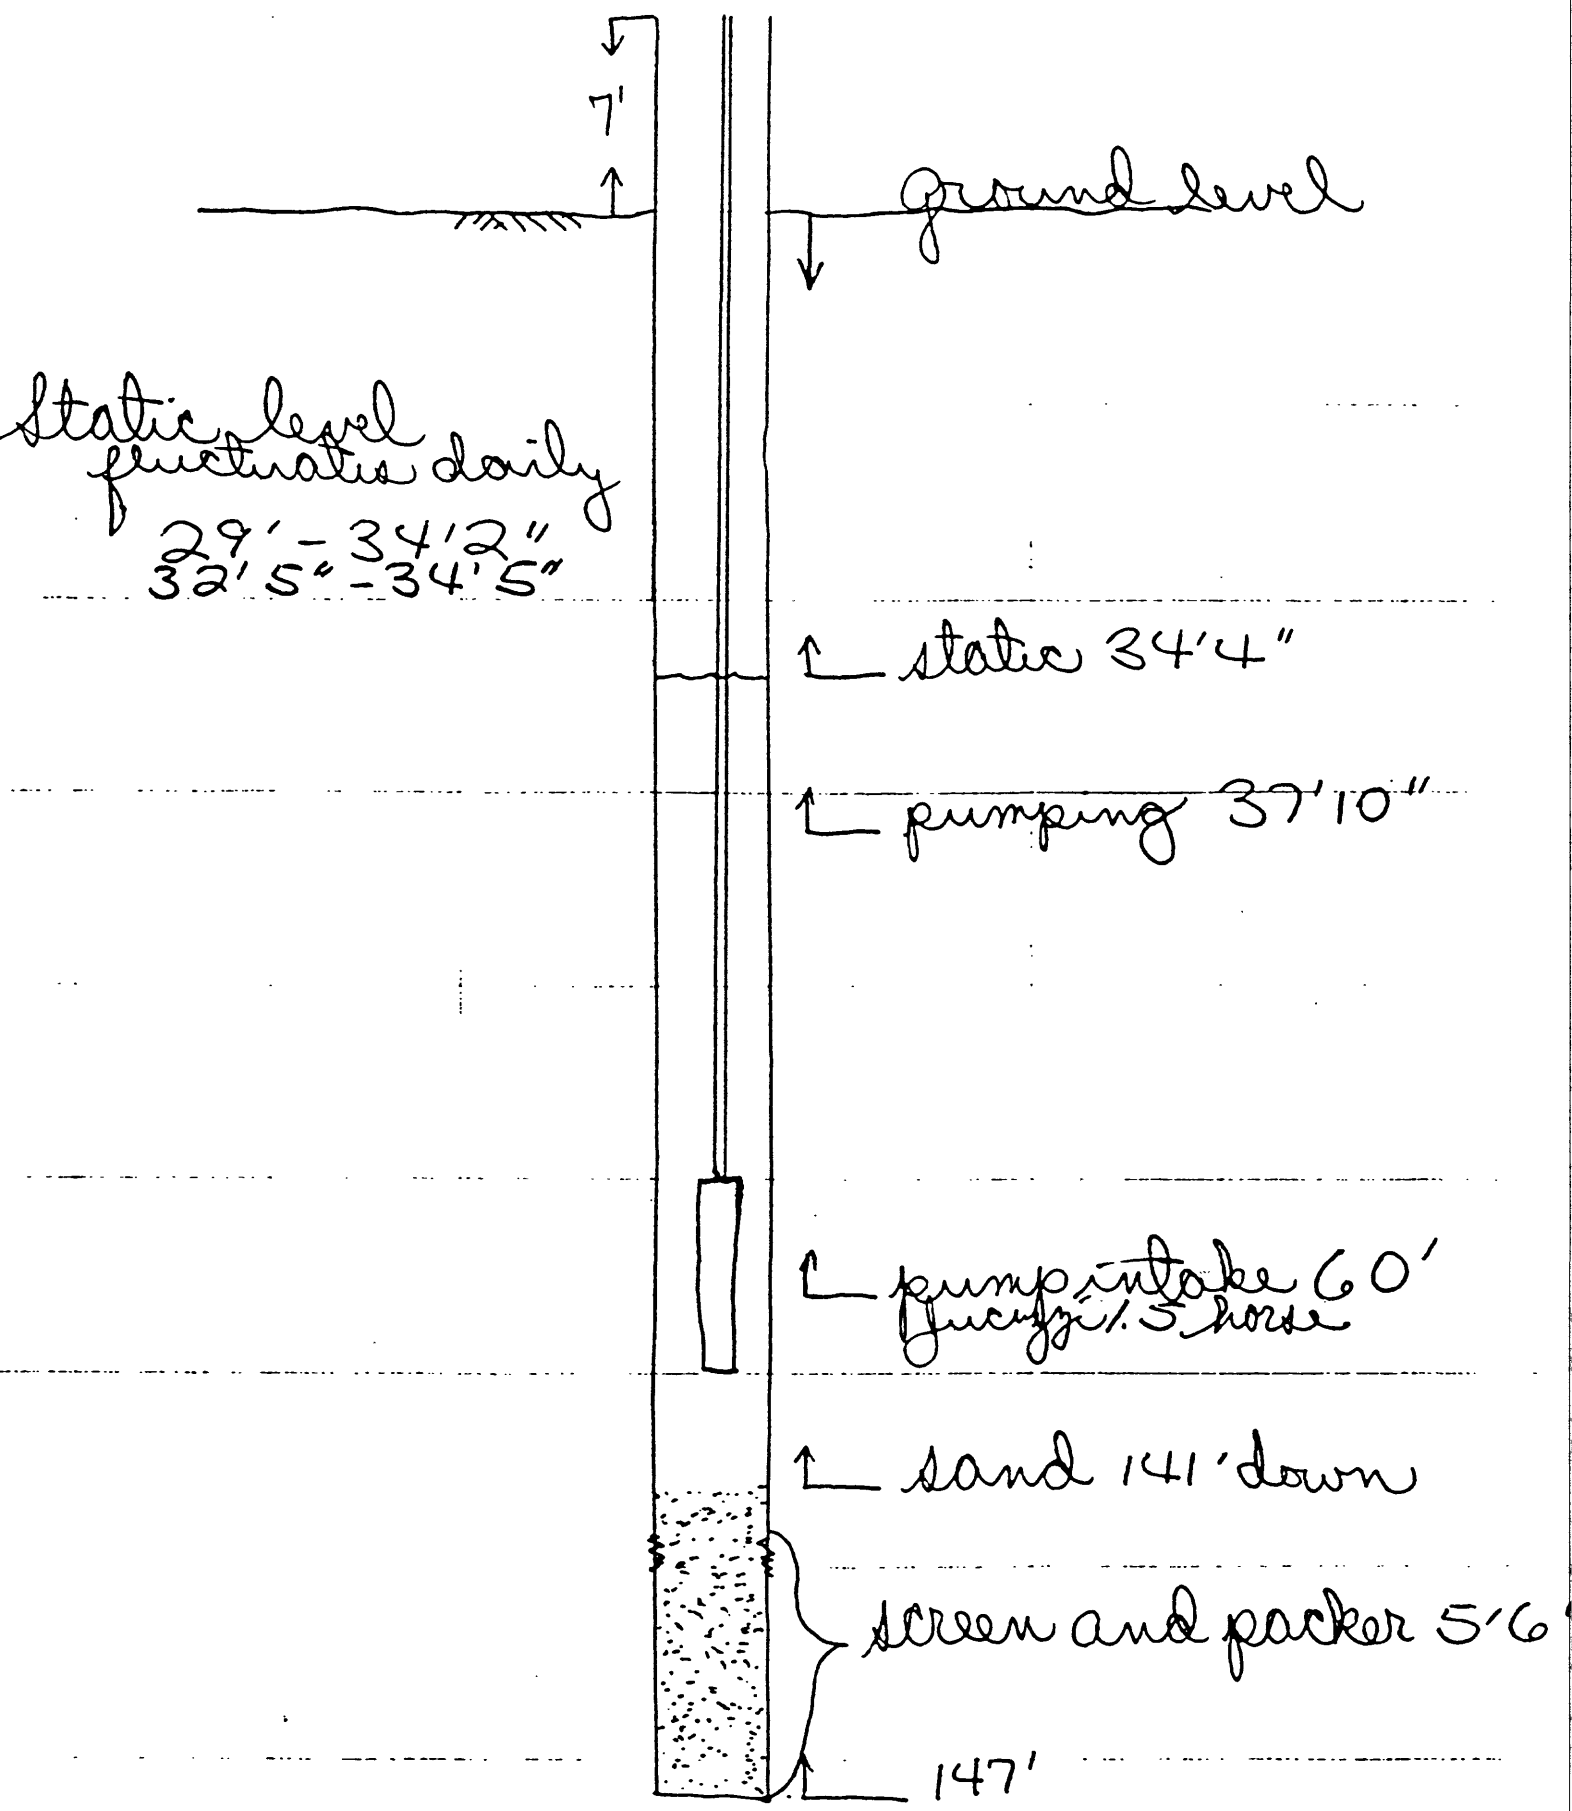 7'
ground level
Static level
fluctuates daily
29' - 34'2"
32'5" - 34'5"
static 34'4"
pumping 37'10"
pump intake 60'
Jucuzzi 1.5 horse
sand 141' down
screen and packer 5'6"
147'